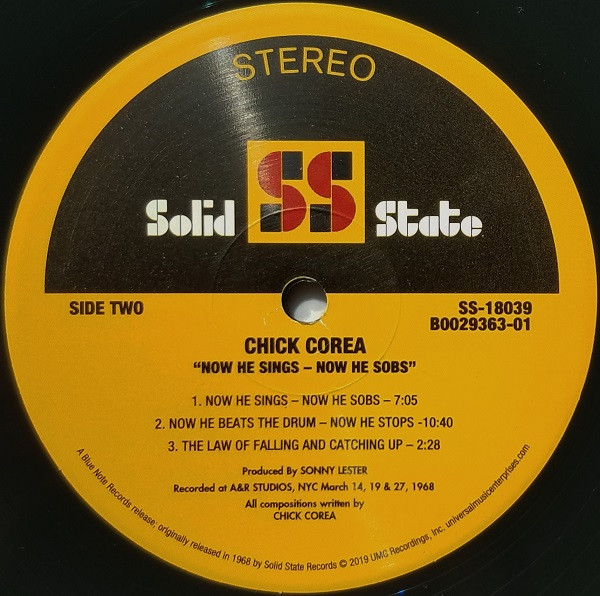 STEREO
Solid SS State
SIDE TWO
SS-18039
B0029363-01
CHICK COREA
“NOW HE SINGS – NOW HE SOBS”
1. NOW HE SINGS – NOW HE SOBS – 7:05
2. NOW HE BEATS THE DRUM – NOW HE STOPS -10:40
3. THE LAW OF FALLING AND CATCHING UP – 2:28
Produced By SONNY LESTER
Recorded at A&R STUDIOS, NYC March 14, 19 & 27, 1968
All compositions written by
CHICK COREA
A Blue Note Records release; originally released in 1968 by Solid State Records © 2019 UMG Recordings, Inc. universalmusicenterprises.com